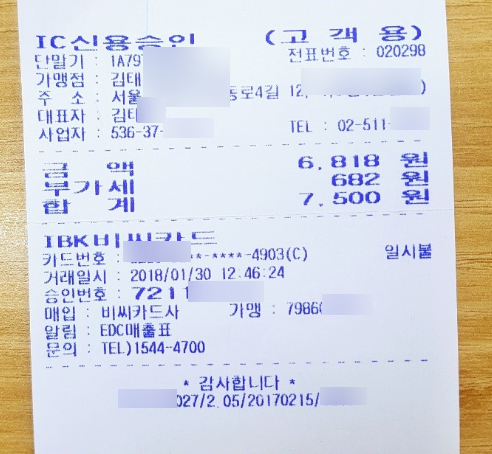 IC신용승인 (고 객 용)
단말기 : 1A79 전표번호 : 020298
가맹점 : 김태
주 소 : 서울 동로4길 12,
대표자 : 김태
사업자 : 536-37- TEL : 02-511-
금 액 6,818 원
부가세 682 원
합 계 7,500 원
IBK비씨카드
카드번호 : **-****-4903(C) 일시불
거래일시 : 2018/01/30 12:46:24
승인번호 : 7211
매입 : 비씨카드사 가맹 : 7986
알림 : EDC매출표
문의 : TEL)1544-4700
* 감사합니다 *
027/2.05/20170215/